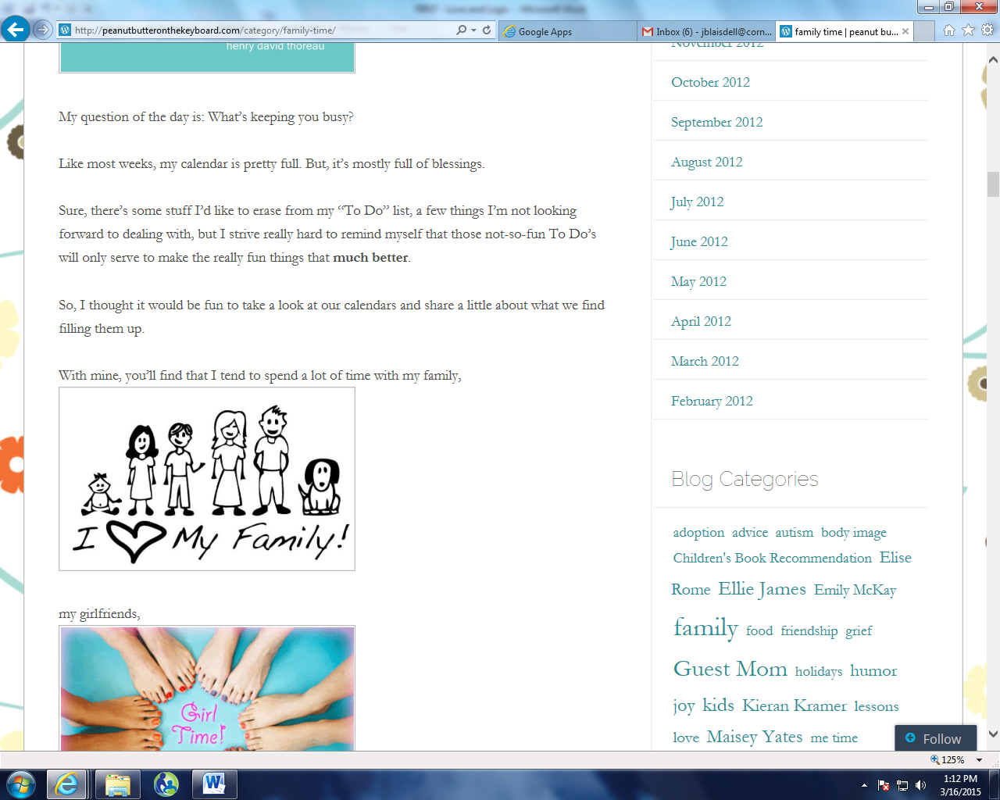 http://peanutbutteronthekeyboard.com/category/family-time/
Google Apps
Inbox (6) - jblaisdell@corn...
family time | peanut bu...
henry david thoreau
My question of the day is: What's keeping you busy?
Like most weeks, my calendar is pretty full. But, it's mostly full of blessings.
Sure, there's some stuff I'd like to erase from my "To Do" list, a few things I'm not looking
forward to dealing with, but I strive really hard to remind myself that those not-so-fun To Do's
will only serve to make the really fun things that much better.
So, I thought it would be fun to take a look at our calendars and share a little about what we find
filling them up.
With mine, you'll find that I tend to spend a lot of time with my family,
I My Family!
my girlfriends,
Girl
Time!
November 2012
October 2012
September 2012
August 2012
July 2012
June 2012
May 2012
April 2012
March 2012
February 2012
Blog Categories
adoption advice autism body image
Children's Book Recommendation Elise
Rome Ellie James Emily McKay
family food friendship grief
Guest Mom holidays humor
joy kids Kieran Kramer lessons
love Maisey Yates me time
Follow
125%
1:12 PM
3/16/2015